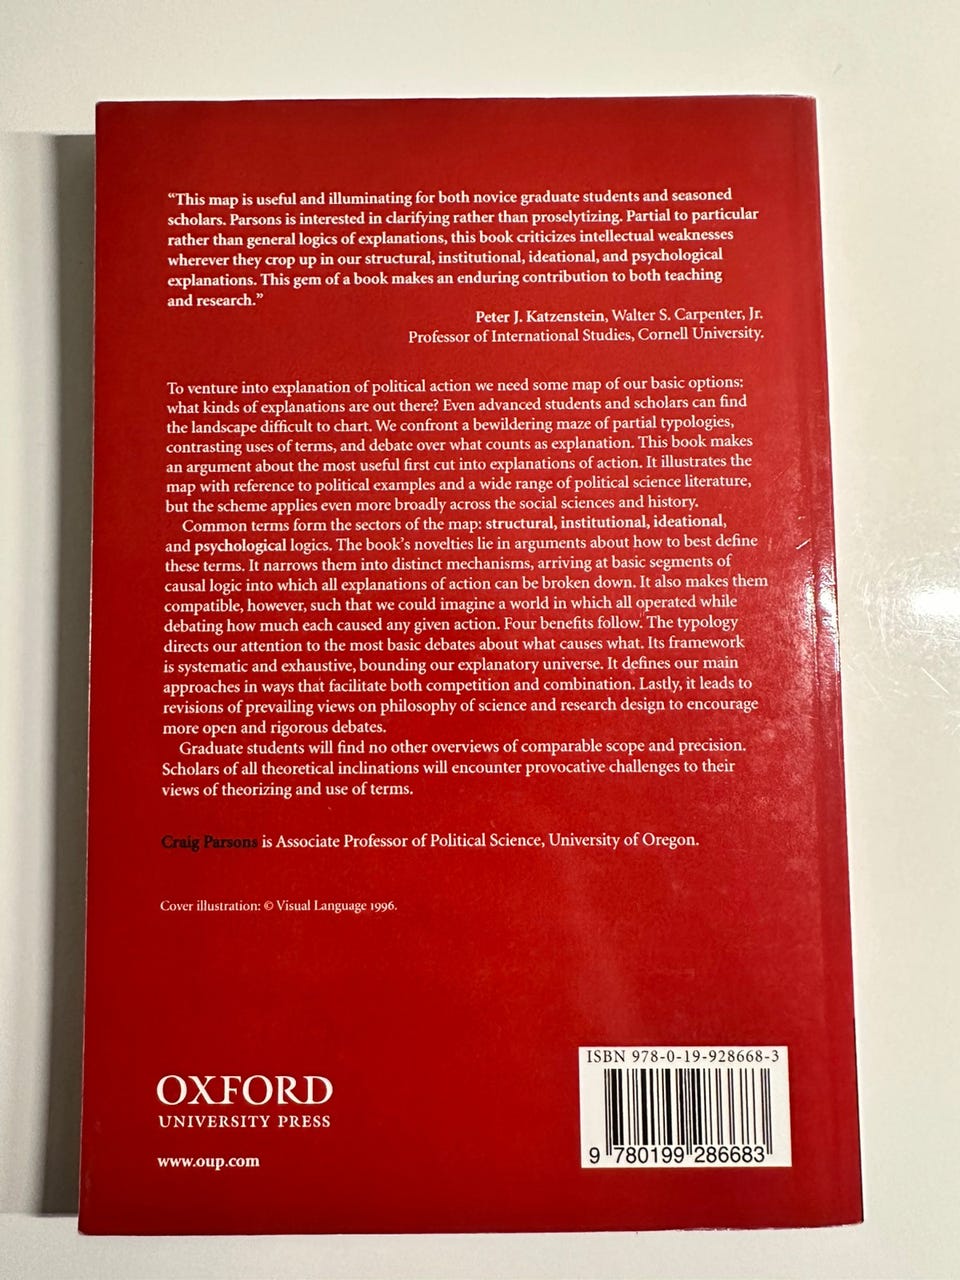 “This map is useful and illuminating for both novice graduate students and seasoned
scholars. Parsons is interested in clarifying rather than proselytizing. Partial to particular
rather than general logics of explanations, this book criticizes intellectual weaknesses
wherever they crop up in our structural, institutional, ideational, and psychological
explanations. This gem of a book makes an enduring contribution to both teaching
and research.”
Peter J. Katzenstein, Walter S. Carpenter, Jr.
Professor of International Studies, Cornell University.
To venture into explanation of political action we need some map of our basic options:
what kinds of explanations are out there? Even advanced students and scholars can find
the landscape difficult to chart. We confront a bewildering maze of partial typologies,
contrasting uses of terms, and debate over what counts as explanation. This book makes
an argument about the most useful first cut into explanations of action. It illustrates the
map with reference to political examples and a wide range of political science literature,
but the scheme applies even more broadly across the social sciences and history.
Common terms form the sectors of the map: structural, institutional, ideational,
and psychological logics. The book’s novelties lie in arguments about how to best define
these terms. It narrows them into distinct mechanisms, arriving at basic segments of
causal logic into which all explanations of action can be broken down. It also makes them
compatible, however, such that we could imagine a world in which all operated while
debating how much each caused any given action. Four benefits follow. The typology
directs our attention to the most basic debates about what causes what. Its framework
is systematic and exhaustive, bounding our explanatory universe. It defines our main
approaches in ways that facilitate both competition and combination. Lastly, it leads to
revisions of prevailing views on philosophy of science and research design to encourage
more open and rigorous debates.
Graduate students will find no other overviews of comparable scope and precision.
Scholars of all theoretical inclinations will encounter provocative challenges to their
views of theorizing and use of terms.
Craig Parsons is Associate Professor of Political Science, University of Oregon.
Cover illustration: © Visual Language 1996.
OXFORD
UNIVERSITY PRESS
www.oup.com
ISBN 978-0-19-928668-3
9 780199 286683